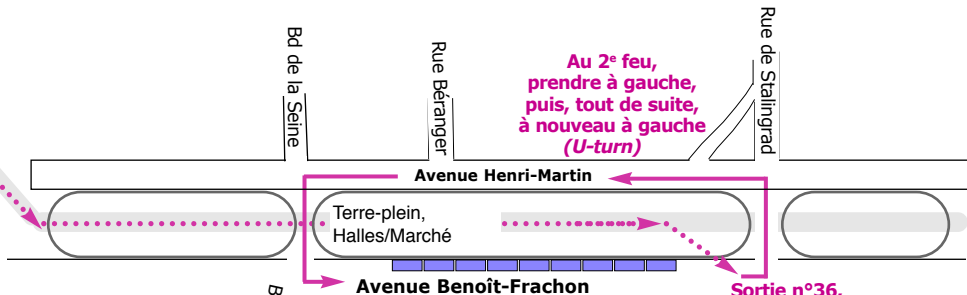 Bd de la Seine
Rue Béranger
Au 2e feu,
prendre à gauche,
puis, tout de suite,
à nouveau à gauche
(U-turn)
Rue de Stalingrad
Avenue Henri-Martin
Terre-plein,
Halles/Marché
B
Avenue Benoît-Frachon
Sortie n°36.